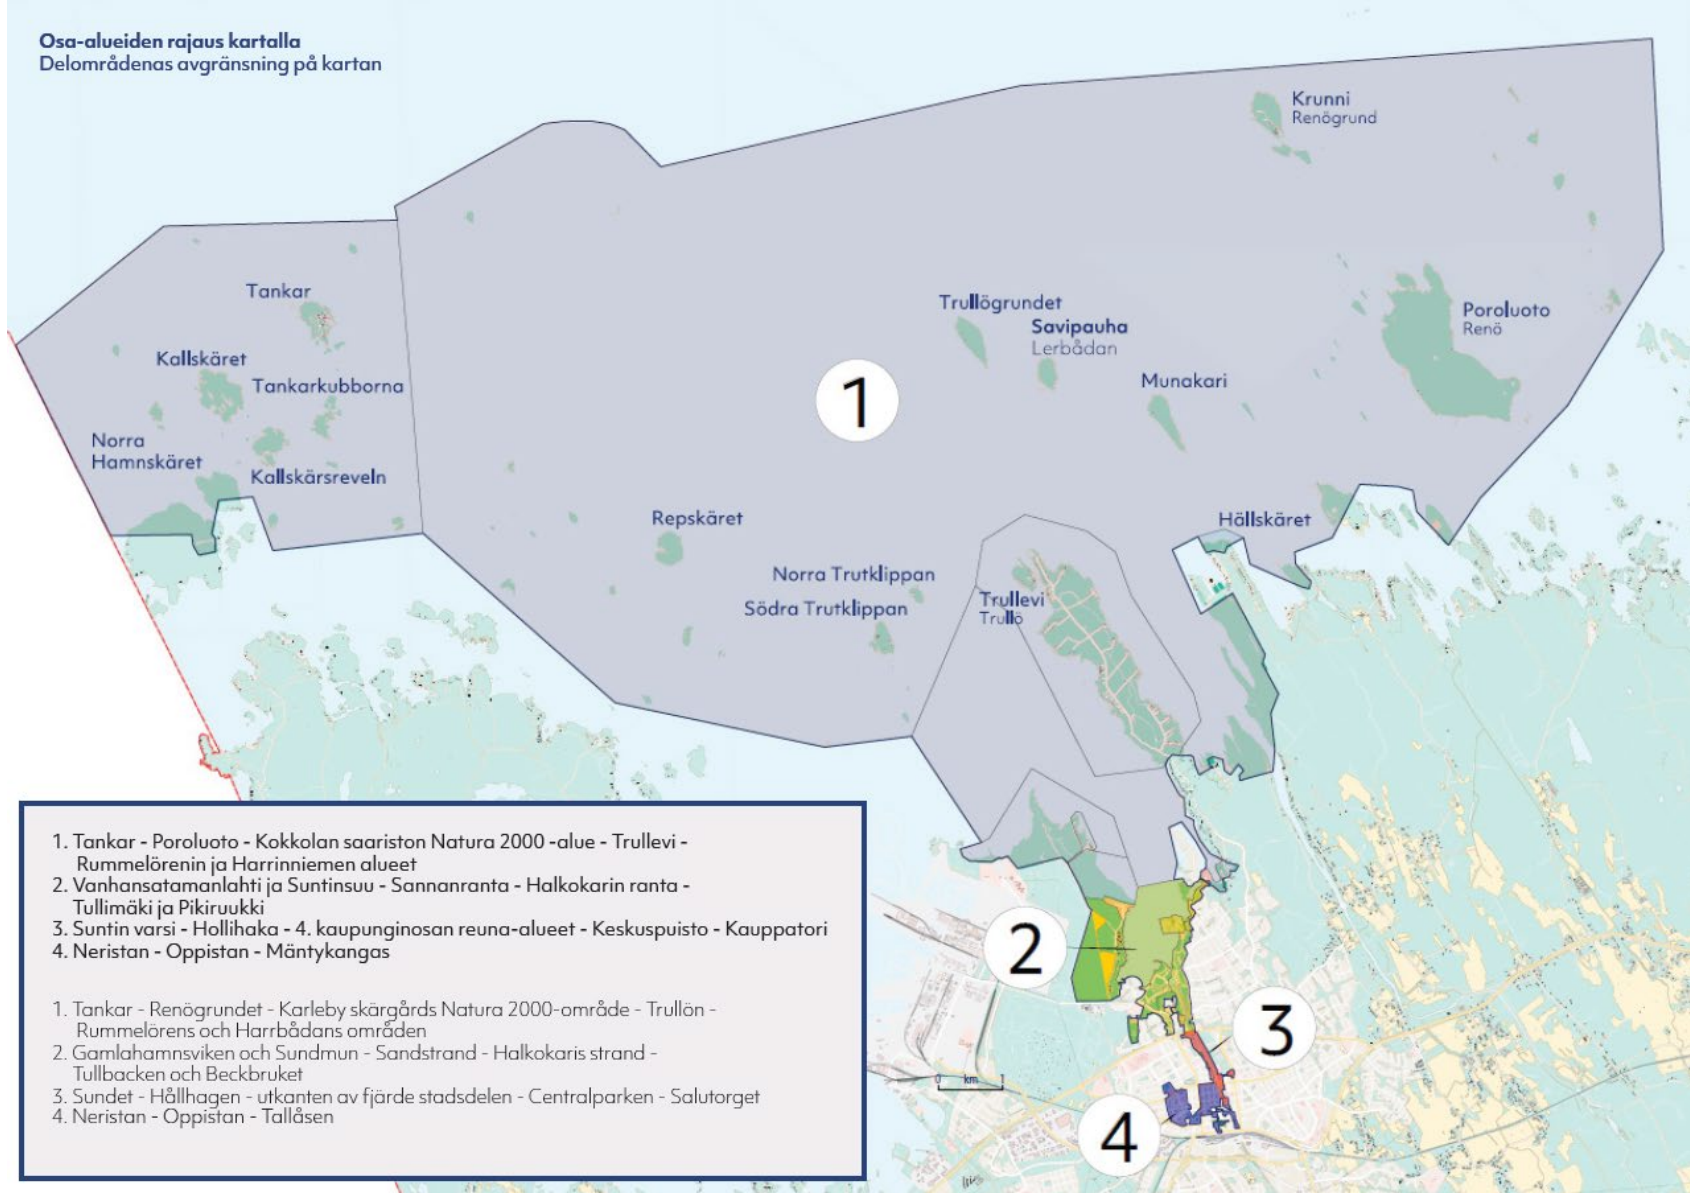 Osa-alueiden rajaus kartalla
Delområdenas avgränsning på kartan
Krunni
Renögrund
Tankar
Trullögrundet
Savipauha
Lerbådan
Poroluoto
Renö
Kallskäret
Tankarkubborna
Munakari
1
Norra
Hamnskäret
Kallskärsreveln
Repskäret
Hällskäret
Norra Trutklippan
Södra Trutklippan
Trullevi
Trullö
1. Tankar - Poroluoto - Kokkolan saariston Natura 2000 -alue - Trullevi -
Rummelörenin ja Harrinniemen alueet
2. Vanhansatamanlahti ja Suntinsuu - Sannanranta - Halkokarin ranta -
Tullimäki ja Pikiruukki
3. Suntin varsi - Hollihaka - 4. kaupunginosan reuna-alueet - Keskuspuisto - Kauppatori
4. Neristan - Oppistan - Mäntykangas
1. Tankar - Renögrundet - Karleby skärgårds Natura 2000-område - Trullön -
Rummelörens och Harrbådans områden
2. Gamlahamnsviken och Sundmun - Sandstrand - Halkokaris strand -
Tullbacken och Beckbruket
3. Sundet - Hållhagen - utkanten av fjärde stadsdelen - Centralparken - Salutorget
4. Neristan - Oppistan - Tallåsen
2
3
0 km 1
4